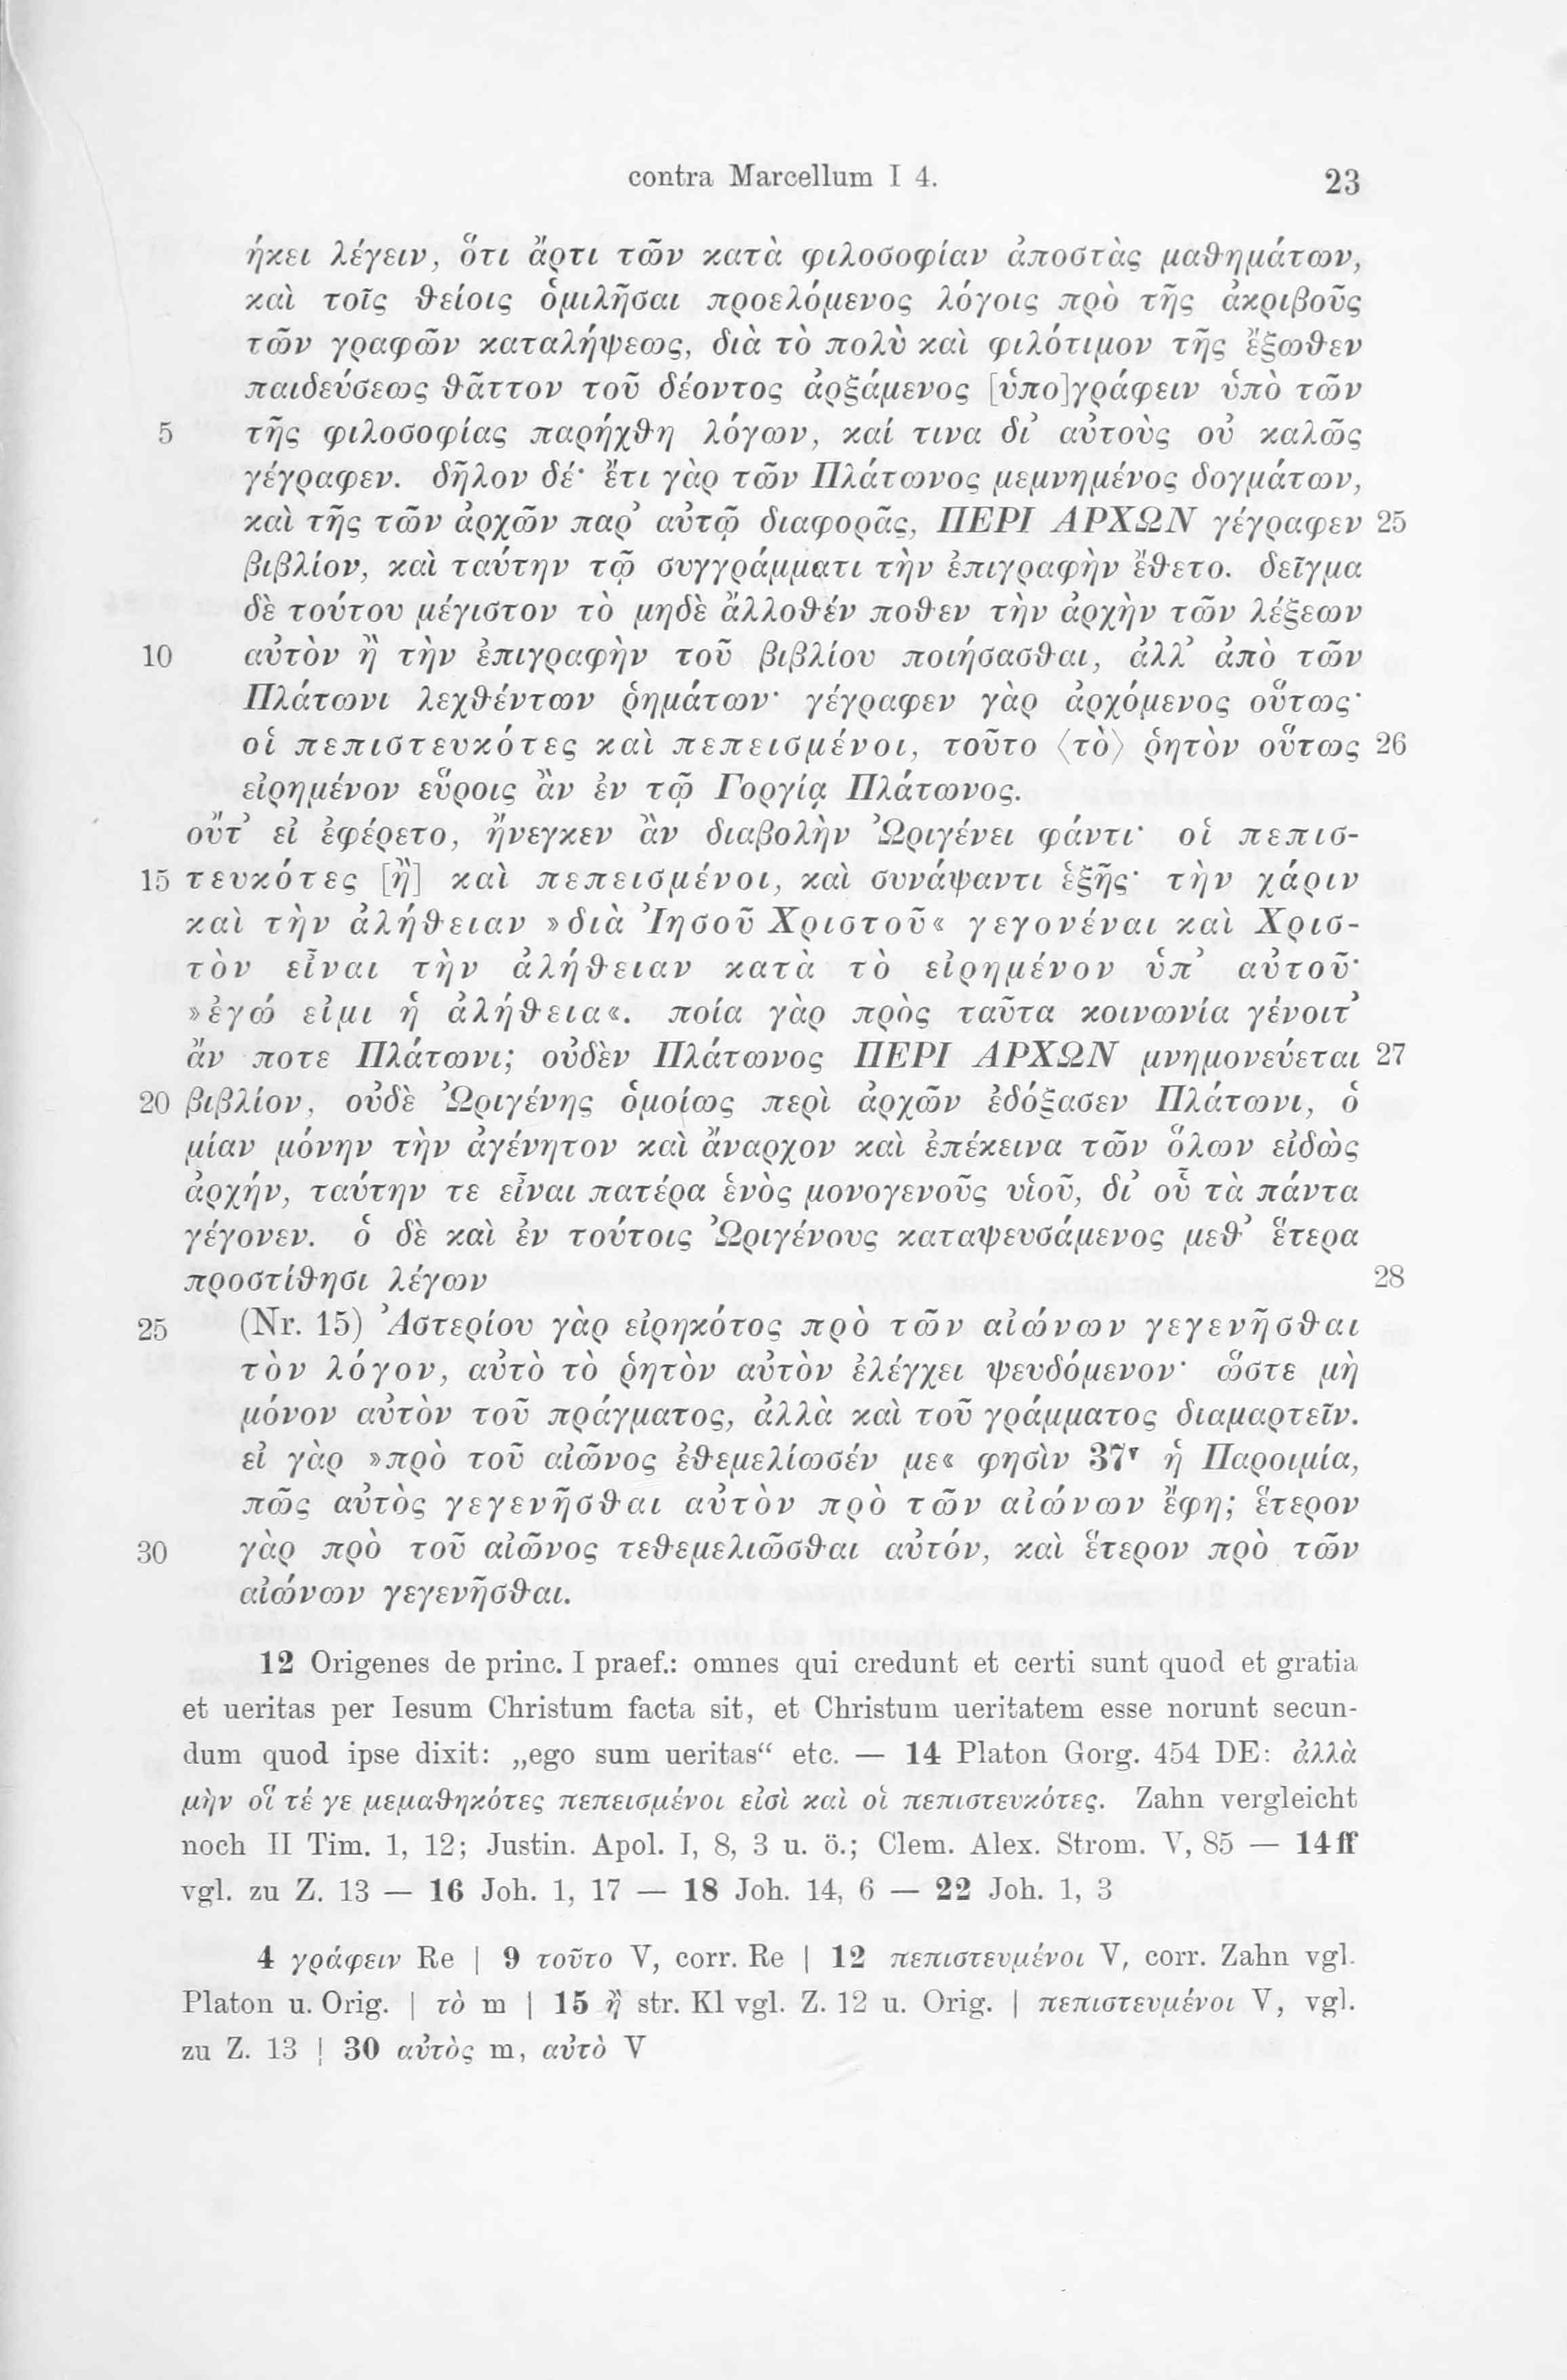 contra Marcellum I 4. 23
ήκει λέγειν, ὅτι ἄρτι τῶν κατὰ φιλοσοφίαν ἀποστὰς μαθημάτων,
καὶ τοῖς θείοις ὁμιλῆσαι προελόμενος λόγοις πρὸ τῆς ἀκριβοῦς
τῶν γραφῶν καταλήψεως, διὰ τὸ πολὺ καὶ φιλότιμον τῆς ἔξωθεν
παιδεύσεως θᾶττον τοῦ δέοντος ἀρξάμενος [ὑπο]γράφειν ὑπὸ τῶν
5 τῆς φιλοσοφίας παρήχθη λόγων, καί τινα δι᾽ αὐτοὺς οὐ καλῶς
γέγραφεν. δῆλον δέ· ἔτι γὰρ τῶν Πλάτωνος μεμνημένος δογμάτων,
καὶ τῆς τῶν ἀρχῶν παρ᾽ αὐτῷ διαφορᾶς, ΠΕΡΙ ΑΡΧΩΝ γέγραφεν 25
βιβλίον, καὶ ταύτην τῷ συγγράμματι τὴν ἐπιγραφὴν ἔθετο. δεῖγμα
δὲ τούτου μέγιστον τὸ μηδὲ ἄλλοθέν ποθεν τὴν ἀρχὴν τῶν λέξεων
10 αὐτὸν ἢ τὴν ἐπιγραφὴν τοῦ βιβλίου ποιήσασθαι, ἀλλ᾽ ἀπὸ τῶν
Πλάτωνι λεχθέντων ῥημάτων· γέγραφεν γὰρ ἀρχόμενος οὕτως·
οἱ πεπιστευκότες καὶ πεπεισμένοι, τοῦτο ⟨τὸ⟩ ῥητὸν οὕτως 26
εἰρημένον εὕροις ἂν ἐν τῷ Γοργίᾳ Πλάτωνος.
οὔτ᾽ εἰ ἐφέρετο, ἤνεγκεν ἂν διαβολὴν Ὠριγένει φάντι· οἱ πεπισ-
15 τευκότες [ἢ] καὶ πεπεισμένοι, καὶ συνάψαντι ἑξῆς· τὴν χάριν
καὶ τὴν ἀλήθειαν »διὰ Ἰησοῦ Χριστοῦ« γεγονέναι καὶ Χρισ-
τὸν εἶναι τὴν ἀλήθειαν κατὰ τὸ εἰρημένον ὑπ᾽ αὐτοῦ·
»ἐγώ εἰμι ἡ ἀλήθεια«. ποία γὰρ πρὸς ταῦτα κοινωνία γένοιτ᾽
ἄν ποτε Πλάτωνι; οὐδὲν Πλάτωνος ΠΕΡΙ ΑΡΧΩΝ μνημονεύεται 27
20 βιβλίον, οὐδὲ Ὠριγένης ὁμοίως περὶ ἀρχῶν ἐδόξασεν Πλάτωνι, ὁ
μίαν μόνην τὴν ἀγένητον καὶ ἄναρχον καὶ ἐπέκεινα τῶν ὅλων εἰδὼς
ἀρχήν, ταύτην τε εἶναι πατέρα ἑνὸς μονογενοῦς υἱοῦ, δι᾽ οὗ τὰ πάντα
γέγονεν. ὁ δὲ καὶ ἐν τούτοις Ὠριγένους καταψευσάμενος μεθ᾽ ἕτερα
προστίθησι λέγων 28
25 (Nr. 15) Ἀστερίου γὰρ εἰρηκότος πρὸ τῶν αἰώνων γεγενῆσθαι
τὸν λόγον, αὐτὸ τὸ ῥητὸν αὐτὸν ἐλέγχει ψευδόμενον· ὥστε μὴ
μόνον αὐτὸν τοῦ πράγματος, ἀλλὰ καὶ τοῦ γράμματος διαμαρτεῖν.
εἰ γὰρ »πρὸ τοῦ αἰῶνος ἐθεμελίωσέν με« φησὶν 37ʳ ἡ Παροιμία,
πῶς αὐτὸς γεγενῆσθαι αὐτὸν πρὸ τῶν αἰώνων ἔφη; ἕτερον
30 γὰρ πρὸ τοῦ αἰῶνος τεθεμελιῶσθαι αὐτόν, καὶ ἕτερον πρὸ τῶν
αἰώνων γεγενῆσθαι.
12 Origenes de princ. I praef.: omnes qui credunt et certi sunt quod et gratia
et ueritas per Iesum Christum facta sit, et Christum ueritatem esse norunt secun-
dum quod ipse dixit: „ego sum ueritas“ etc. — 14 Platon Gorg. 454 DE: ἀλλὰ
μὴν οἵ τέ γε μεμαθηκότες πεπεισμένοι εἰσὶ καὶ οἱ πεπιστευκότες. Zahn vergleicht
noch II Tim. 1, 12; Justin. Apol. I, 8, 3 u. ö.; Clem. Alex. Strom. V, 85 — 14 ff
vgl. zu Z. 13 — 16 Joh. 1, 17 — 18 Joh. 14, 6 — 22 Joh. 1, 3
4 γράφειν Re | 9 τοῦτο V, corr. Re | 12 πεπιστευμένοι V, corr. Zahn vgl.
Platon u. Orig. | τὸ m | 15 ἢ str. Kl vgl. Z. 12 u. Orig. | πεπιστευμένοι V, vgl.
zu Z. 13 | 30 αὐτὸς m, αὐτὸ V